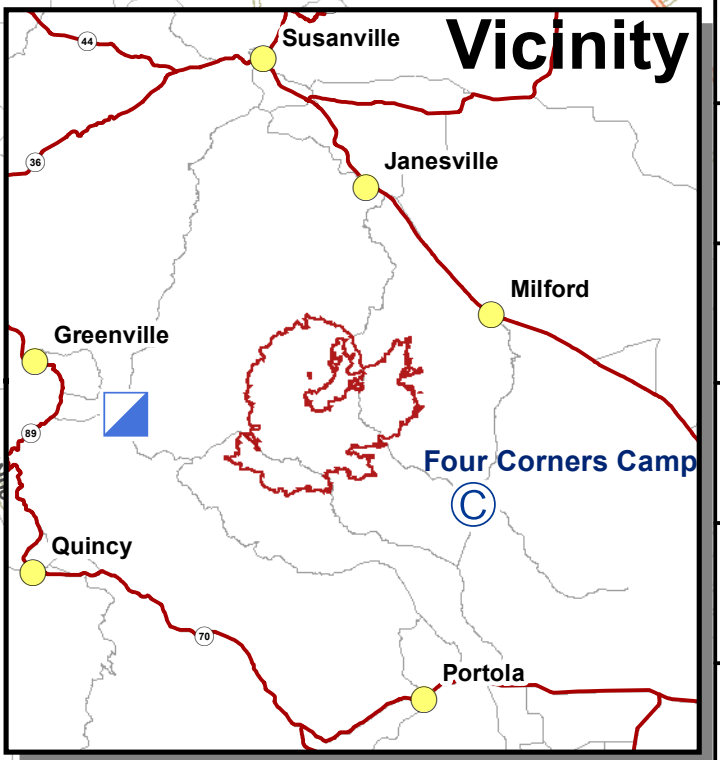 Vicinity
44
Susanville
36
Janesville
Milford
Greenville
89
Four Corners Camp
C
Quincy
70
Portola